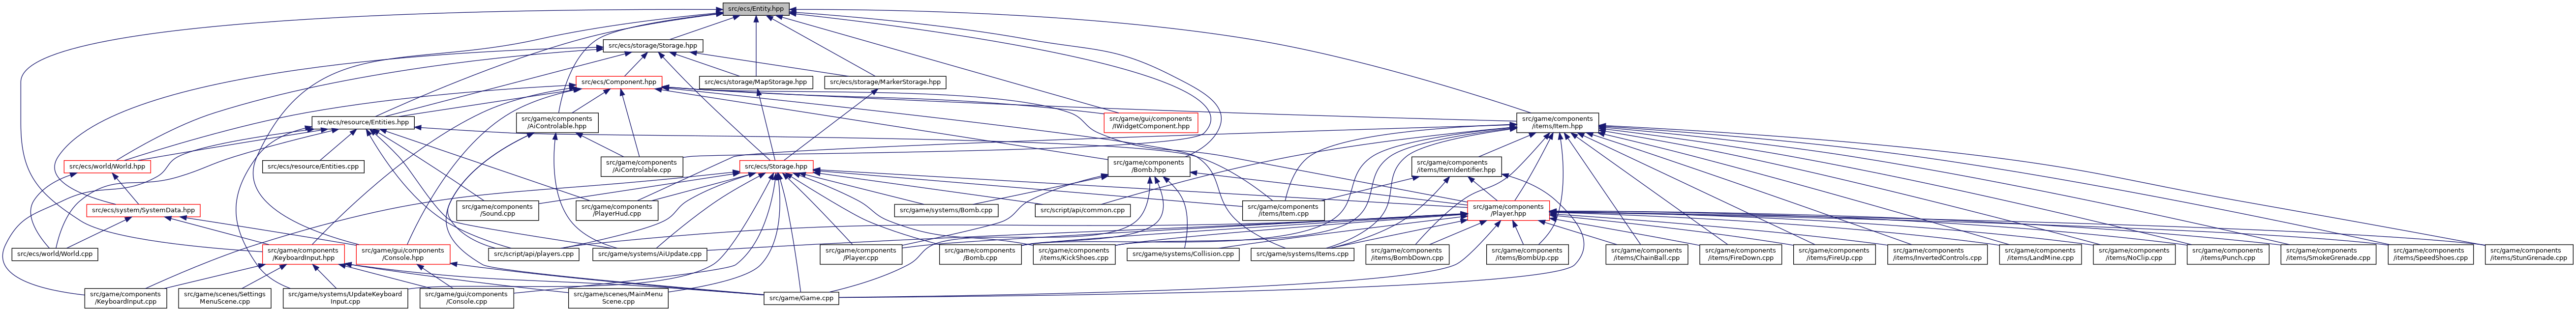 src/ecs/Entity.hpp
src/ecs/storage/Storage.hpp
src/ecs/Component.hpp
src/ecs/storage/MapStorage.hpp
src/ecs/storage/MarkerStorage.hpp
src/ecs/resource/Entities.hpp
src/game/components
/AiControlable.hpp
src/game/gui/components
/IWidgetComponent.hpp
src/game/components
/items/Item.hpp
src/ecs/world/World.hpp
src/ecs/resource/Entities.cpp
src/game/components
/AiControlable.cpp
src/ecs/Storage.hpp
src/game/components
/Bomb.hpp
src/game/components
/items/ItemIdentifier.hpp
src/ecs/system/SystemData.hpp
src/game/components
/Sound.cpp
src/game/components
/PlayerHud.cpp
src/game/systems/Bomb.cpp
src/script/api/common.cpp
src/game/components
/items/Item.cpp
src/game/components
/Player.hpp
src/ecs/world/World.cpp
src/game/components
/KeyboardInput.hpp
src/game/gui/components
/Console.hpp
src/script/api/players.cpp
src/game/systems/AiUpdate.cpp
src/game/components
/Player.cpp
src/game/components
/Bomb.cpp
src/game/components
/items/KickShoes.cpp
src/game/systems/Collision.cpp
src/game/systems/Items.cpp
src/game/components
/items/BombDown.cpp
src/game/components
/items/BombUp.cpp
src/game/components
/items/ChainBall.cpp
src/game/components
/items/FireDown.cpp
src/game/components
/items/FireUp.cpp
src/game/components
/items/InvertedControls.cpp
src/game/components
/items/LandMine.cpp
src/game/components
/items/NoClip.cpp
src/game/components
/items/Punch.cpp
src/game/components
/items/SmokeGrenade.cpp
src/game/components
/items/SpeedShoes.cpp
src/game/components
/items/StunGrenade.cpp
src/game/components
/KeyboardInput.cpp
src/game/scenes/Settings
MenuScene.cpp
src/game/systems/UpdateKeyboard
Input.cpp
src/game/gui/components
/Console.cpp
src/game/scenes/MainMenu
Scene.cpp
src/game/Game.cpp